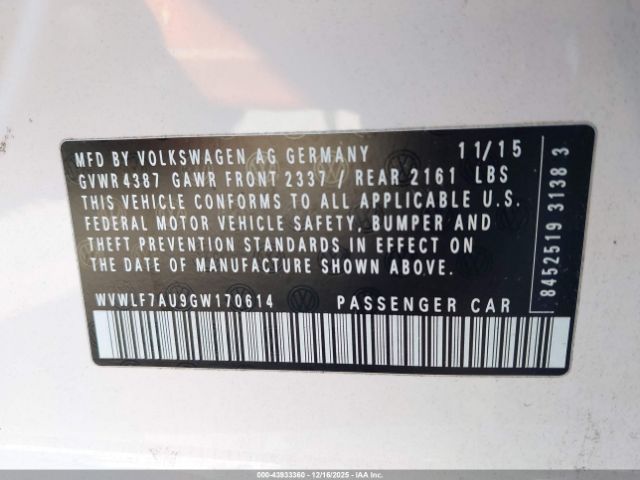 MFD BY VOLKSWAGEN AG GERMANY 11/15
GVWR 4387 GAWR FRONT 2337 / REAR 2161 LBS
THIS VEHICLE CONFORMS TO ALL APPLICABLE U.S.
FEDERAL MOTOR VEHICLE SAFETY, BUMPER AND
THEFT PREVENTION STANDARDS IN EFFECT ON
THE DATE OF MANUFACTURE SHOWN ABOVE.
WVWLF7AU9GW170614 PASSENGER CAR
8452519 3138 3
000-43933360 - 12/16/2025 - IAA Inc.